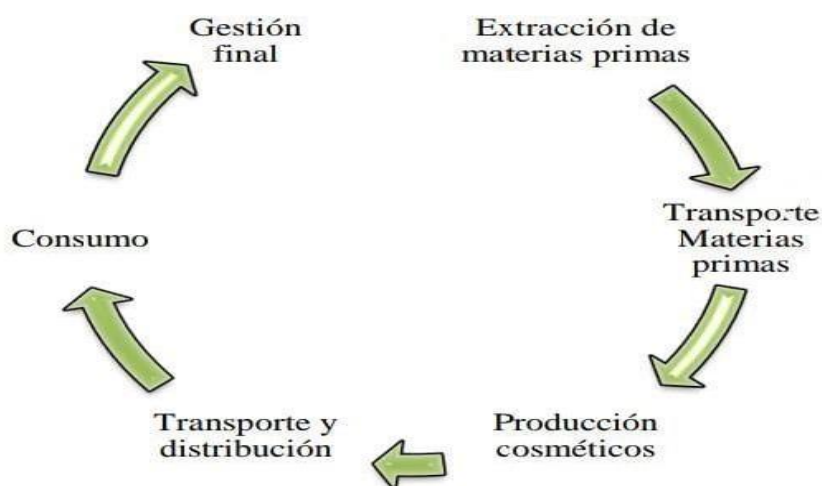 Gestión
final
Extracción de
materias primas
Transporte
Materias
primas
Producción
cosméticos
Transporte y
distribución
Consumo